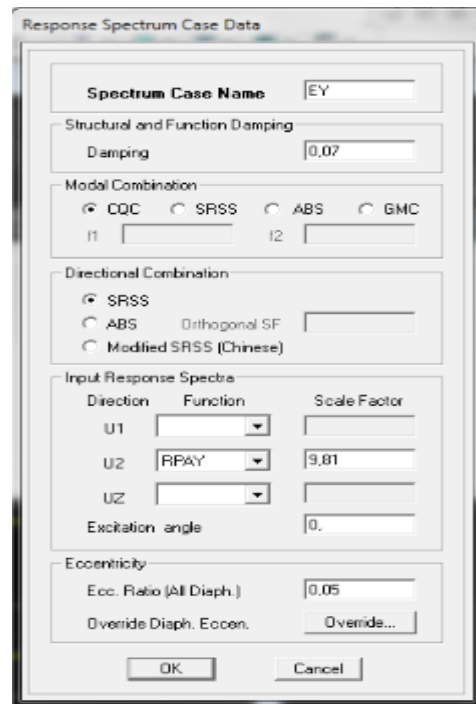 Response Spectrum Case Data
Spectrum Case Name EY
Structural and Function Damping
Damping 0,07
Modal Combination
CQC SRSS ABS GMC
f1 f2
Directional Combination
SRSS
ABS Orthogonal SF
Modified SRSS (Chinese)
Input Response Spectra
Direction Function Scale Factor
U1
U2 RPAY 9,81
UZ
Excitation angle 0,
Eccentricity
Ecc. Ratio (All Diaph.) 0,05
Override Diaph. Eccen. Override...
OK Cancel